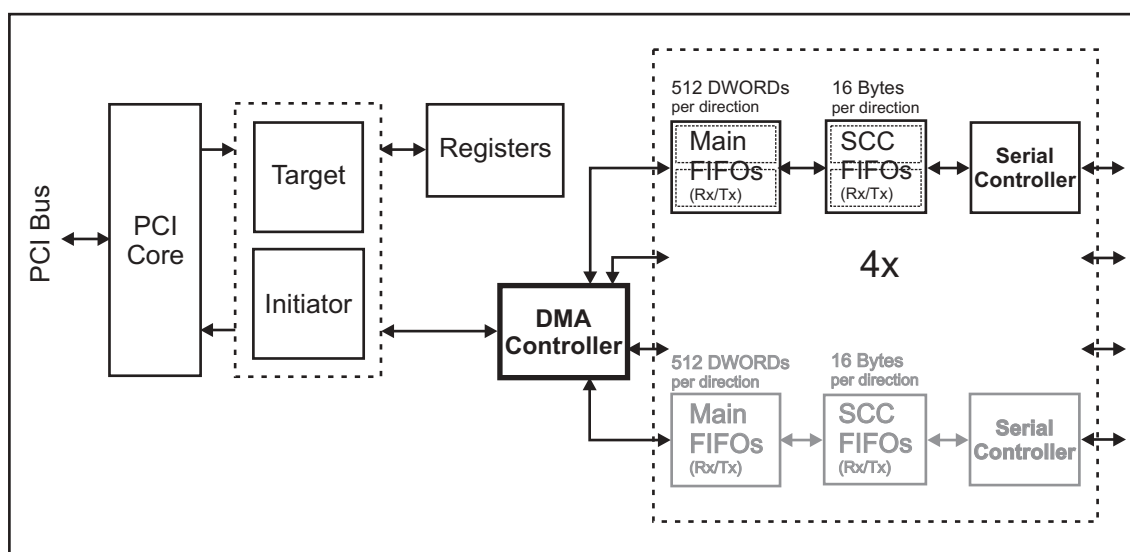 PCI Bus
PCI
Core
Target
Initiator
Registers
DMA
Controller
512 DWORDs
per direction
Main
FIFOs
(Rx/Tx)
16 Bytes
per direction
SCC
FIFOs
(Rx/Tx)
Serial
Controller
4x
512 DWORDs
per direction
Main
FIFOs
(Rx/Tx)
16 Bytes
per direction
SCC
FIFOs
(Rx/Tx)
Serial
Controller